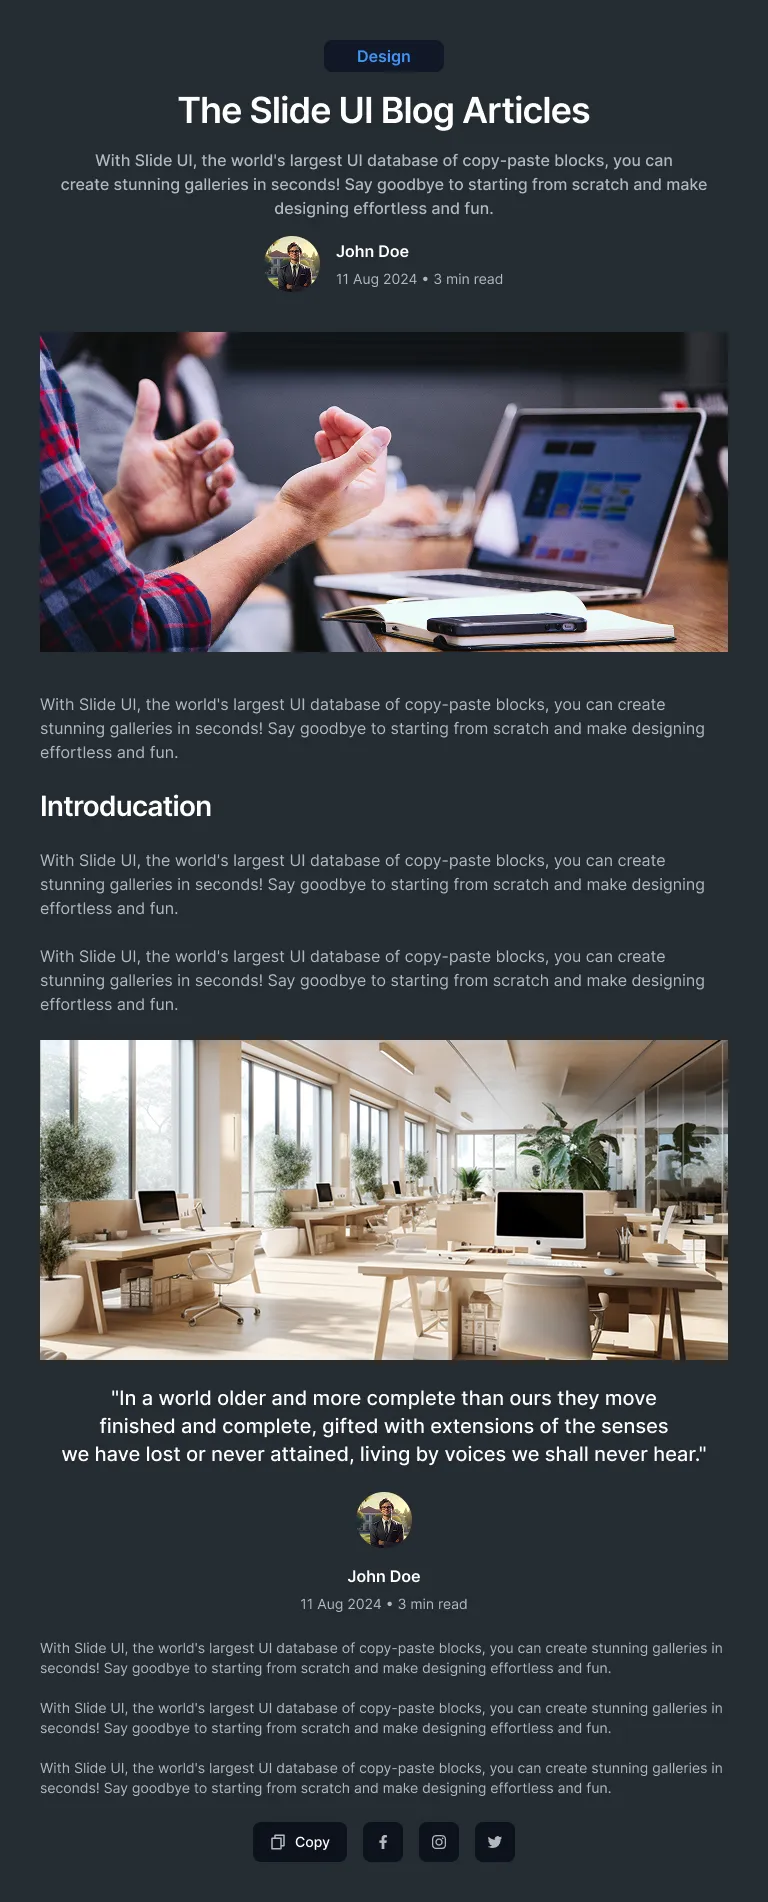 Design
The Slide UI Blog Articles
With Slide UI, the world's largest UI database of copy-paste blocks, you can
create stunning galleries in seconds! Say goodbye to starting from scratch and make
designing effortless and fun.
John Doe
11 Aug 2024 • 3 min read
With Slide UI, the world's largest UI database of copy-paste blocks, you can create
stunning galleries in seconds! Say goodbye to starting from scratch and make designing
effortless and fun.
Introducation
With Slide UI, the world's largest UI database of copy-paste blocks, you can create
stunning galleries in seconds! Say goodbye to starting from scratch and make designing
effortless and fun.
With Slide UI, the world's largest UI database of copy-paste blocks, you can create
stunning galleries in seconds! Say goodbye to starting from scratch and make designing
effortless and fun.
"In a world older and more complete than ours they move
finished and complete, gifted with extensions of the senses
we have lost or never attained, living by voices we shall never hear."
John Doe
11 Aug 2024 • 3 min read
With Slide UI, the world's largest UI database of copy-paste blocks, you can create stunning galleries in
seconds! Say goodbye to starting from scratch and make designing effortless and fun.
With Slide UI, the world's largest UI database of copy-paste blocks, you can create stunning galleries in
seconds! Say goodbye to starting from scratch and make designing effortless and fun.
With Slide UI, the world's largest UI database of copy-paste blocks, you can create stunning galleries in
seconds! Say goodbye to starting from scratch and make designing effortless and fun.
Copy